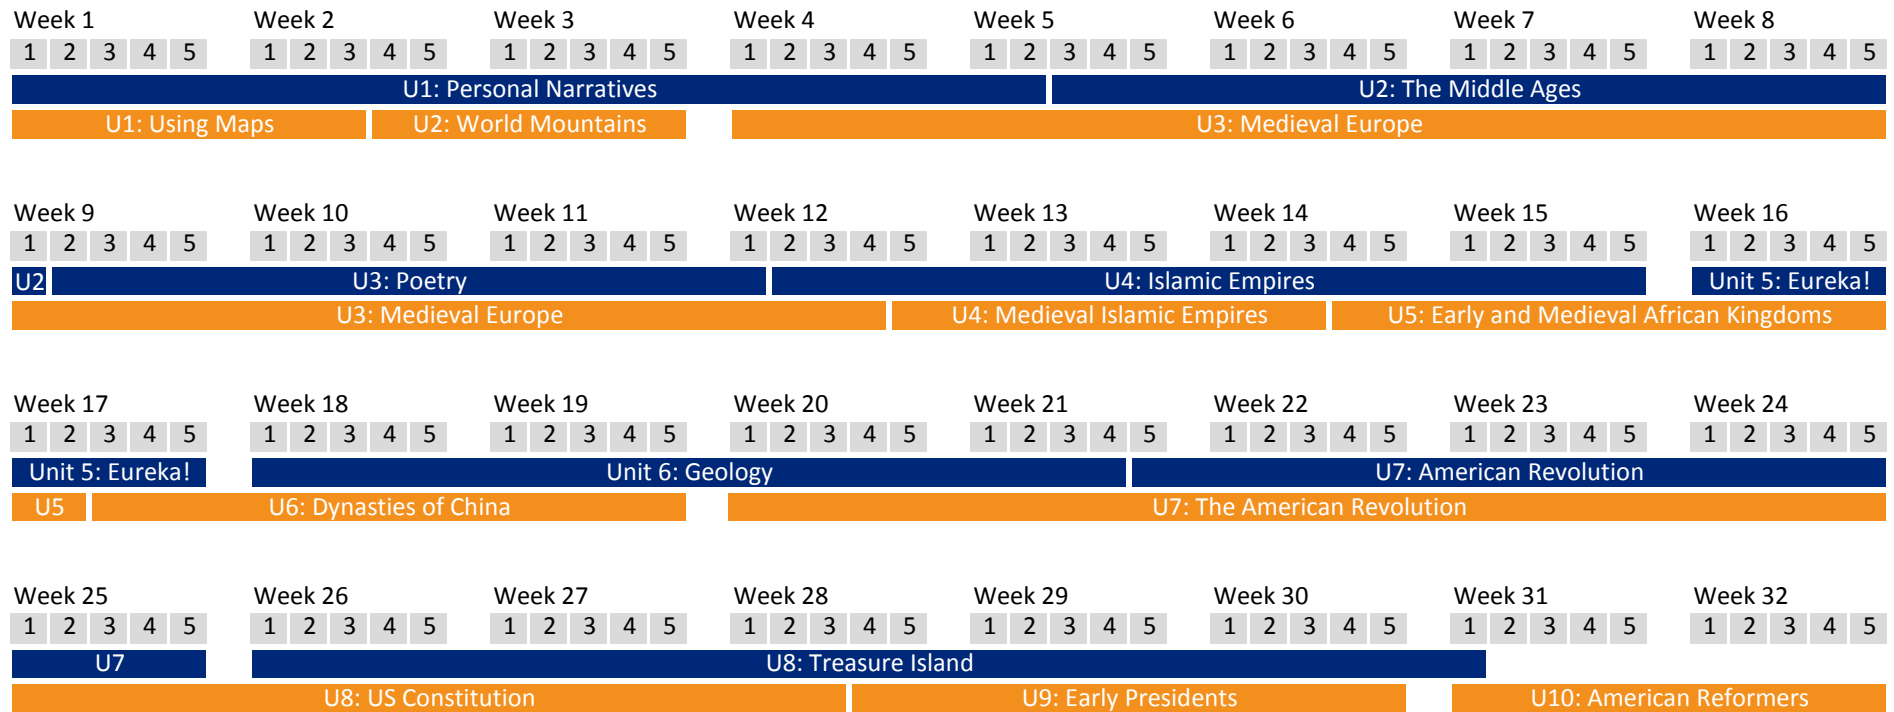 Week 1 Week 2 Week 3 Week 4 Week 5 Week 6 Week 7 Week 8
1 2 3 4 5 1 2 3 4 5 1 2 3 4 5 1 2 3 4 5 1 2 3 4 5 1 2 3 4 5 1 2 3 4 5 1 2 3 4 5
U1: Personal Narratives U2: The Middle Ages
U1: Using Maps U2: World Mountains U3: Medieval Europe
Week 9 Week 10 Week 11 Week 12 Week 13 Week 14 Week 15 Week 16
1 2 3 4 5 1 2 3 4 5 1 2 3 4 5 1 2 3 4 5 1 2 3 4 5 1 2 3 4 5 1 2 3 4 5 1 2 3 4 5
U2 U3: Poetry U4: Islamic Empires Unit 5: Eureka!
U3: Medieval Europe U4: Medieval Islamic Empires U5: Early and Medieval African Kingdoms
Week 17 Week 18 Week 19 Week 20 Week 21 Week 22 Week 23 Week 24
1 2 3 4 5 1 2 3 4 5 1 2 3 4 5 1 2 3 4 5 1 2 3 4 5 1 2 3 4 5 1 2 3 4 5 1 2 3 4 5
Unit 5: Eureka! Unit 6: Geology U7: American Revolution
U5 U6: Dynasties of China U7: The American Revolution
Week 25 Week 26 Week 27 Week 28 Week 29 Week 30 Week 31 Week 32
1 2 3 4 5 1 2 3 4 5 1 2 3 4 5 1 2 3 4 5 1 2 3 4 5 1 2 3 4 5 1 2 3 4 5 1 2 3 4 5
U7 U8: Treasure Island
U8: US Constitution U9: Early Presidents U10: American Reformers